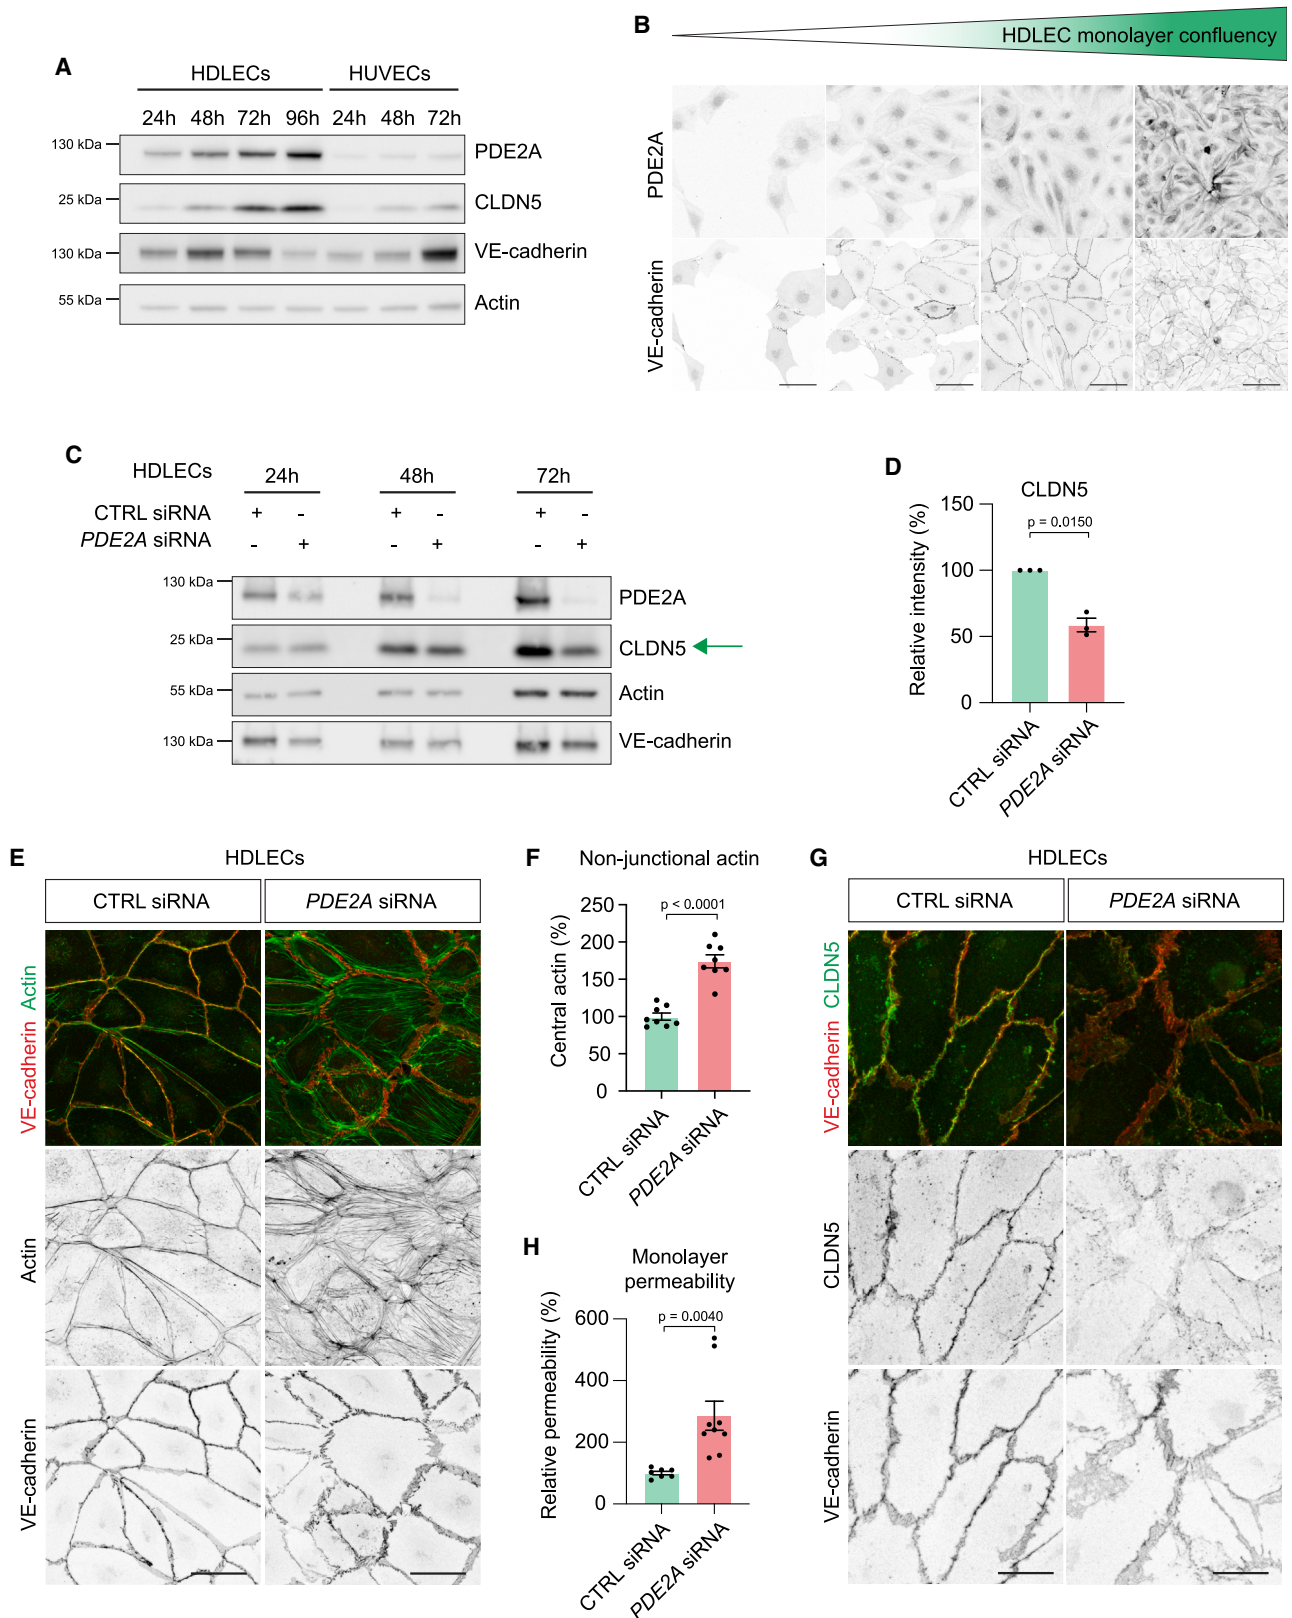 A
HDLECs HUVECs
24h 48h 72h 96h 24h 48h 72h
130 kDa PDE2A
25 kDa CLDN5
130 kDa VE-cadherin
55 kDa Actin
B
HDLEC monolayer confluency
PDE2A
VE-cadherin
C
HDLECs 24h 48h 72h
CTRL siRNA + - + - + -
PDE2A siRNA - + - + - +
130 kDa PDE2A
25 kDa CLDN5
55 kDa Actin
130 kDa VE-cadherin
D
CLDN5
p = 0.0150
Relative intensity (%)
150
100
50
0
CTRL siRNA
PDE2A siRNA
E
HDLECs
CTRL siRNA PDE2A siRNA
VE-cadherin Actin
Actin
VE-cadherin
F
Non-junctional actin
p < 0.0001
Central actin (%)
250
200
150
100
50
0
CTRL siRNA
PDE2A siRNA
G
HDLECs
CTRL siRNA PDE2A siRNA
VE-cadherin CLDN5
CLDN5
VE-cadherin
H
Monolayer
permeability
p = 0.0040
Relative permeability (%)
600
400
200
0
CTRL siRNA
PDE2A siRNA